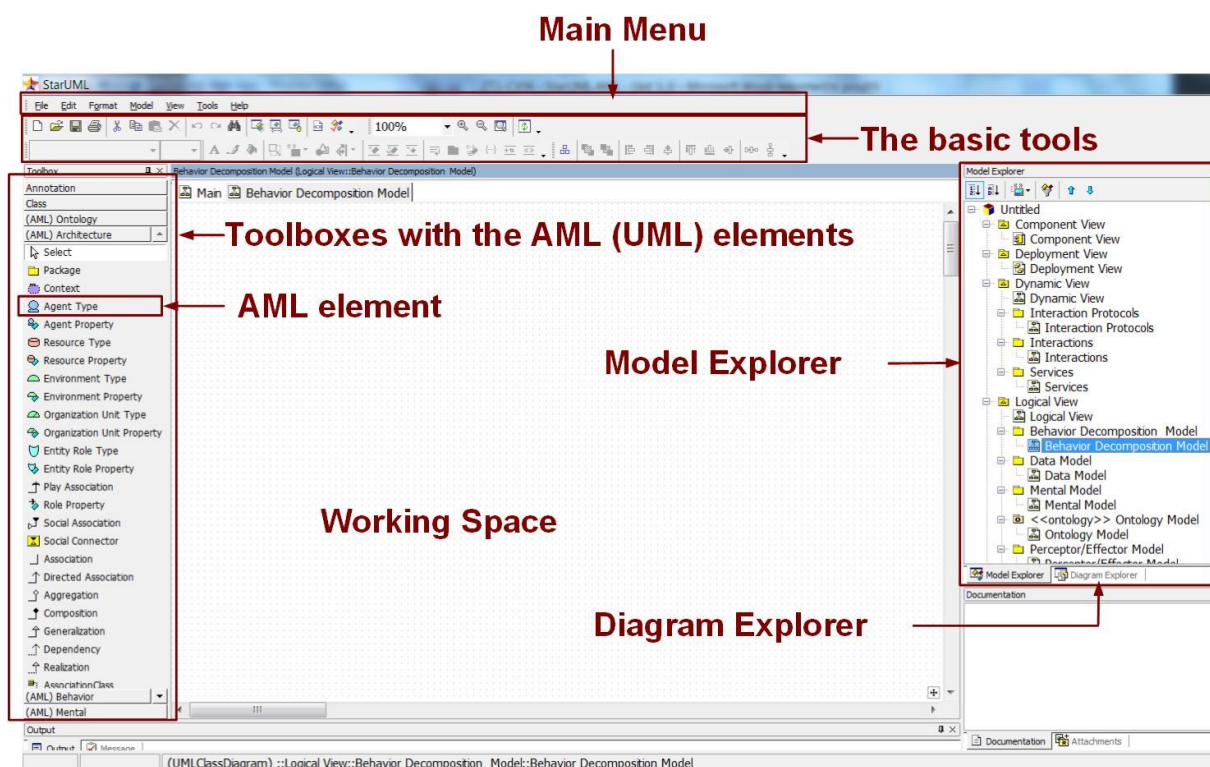 Main Menu
StarUML
File Edit Format Model View Tools Help
100%
The basic tools
Toolbox
Behavior Decomposition Model (Logical View::Behavior Decomposition Model)
Model Explorer
Annotation
Main Behavior Decomposition Model
Class
(AML) Ontology
(AML) Architecture
Toolboxes with the AML (UML) elements
Select
Package
Context
Agent Type
AML element
Agent Property
Resource Type
Resource Property
Environment Type
Environment Property
Organization Unit Type
Organization Unit Property
Entity Role Type
Entity Role Property
Play Association
Role Property
Social Association
Social Connector
Association
Directed Association
Aggregation
Composition
Generalization
Dependency
Realization
AssociationClass
(AML) Behavior
(AML) Mental
Working Space
Model Explorer
Diagram Explorer
Untitled
Component View
Component View
Deployment View
Deployment View
Dynamic View
Dynamic View
Interaction Protocols
Interaction Protocols
Interactions
Interactions
Services
Services
Logical View
Logical View
Behavior Decomposition Model
Behavior Decomposition Model
Data Model
Data Model
Mental Model
Mental Model
<<ontology>> Ontology Model
Ontology Model
Perceptor/Effector Model
Perceptor/Effector Model
Model Explorer Diagram Explorer
Documentation
Documentation Attachments
Output
Output Message
(UMLClassDiagram) ::Logical View::Behavior Decomposition Model::Behavior Decomposition Model